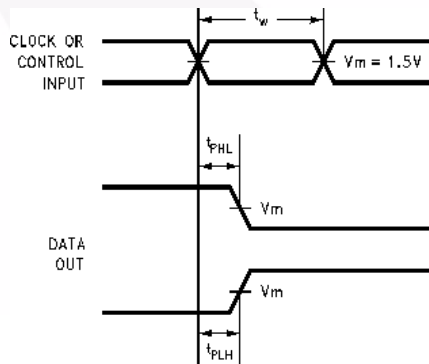 tw
CLOCK OR
CONTROL
INPUT
Vm = 1.5V
tPHL
Vm
DATA
OUT
Vm
tPLH